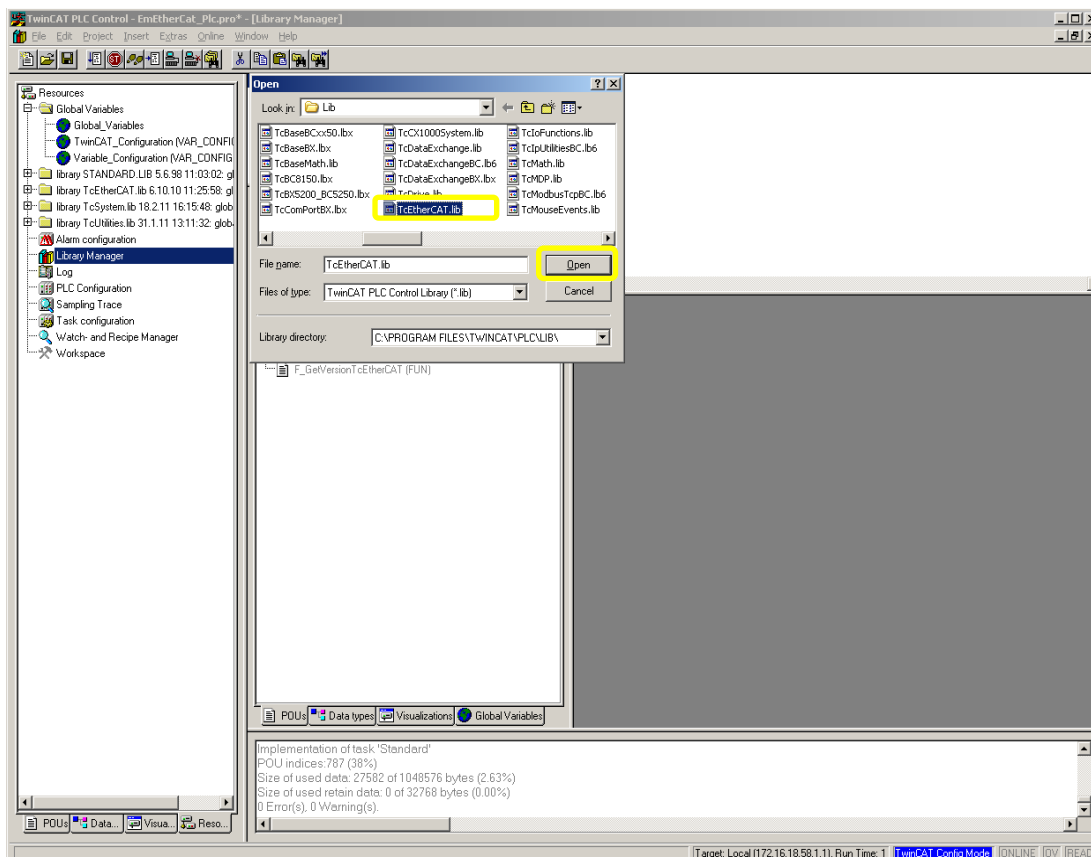 TwinCAT PLC Control - EmEtherCat_Plc.pro* - [Library Manager]
File Edit Project Insert Extras Online Window Help
Resources
Global Variables
Global_Variables
TwinCAT_Configuration (VAR_CONFI
Variable_Configuration (VAR_CONFIG
library STANDARD.LIB 5.6.98 11:03:02: gl
library TcEtherCAT.lib 6.10.10 11:25:58: gl
library TcSystem.lib 18.2.11 16:15:48: glob
library TcUtilities.lib 31.1.11 13:11:32: glob
Alarm configuration
Library Manager
Log
PLC Configuration
Sampling Trace
Task configuration
Watch- and Recipe Manager
Workspace
POUs Data... Visua... Reso...
Open
Look in: Lib
TcBaseBCxx50.lbx
TcBaseBX.lbx
TcBaseMath.lib
TcBC8150.lbx
TcBX5200_BC5250.lbx
TcComPortBX.lbx
TcCX1000System.lib
TcDataExchange.lib
TcDataExchangeBC.lb6
TcDataExchangeBX.lbx
TcDrive.lib
TcEtherCAT.lib
TcIoFunctions.lib
TcIpUtilitiesBC.lb6
TcMath.lib
TcMDP.lib
TcModbusTcpBC.lb6
TcMouseEvents.lib
File name: TcEtherCAT.lib Open
Files of type: TwinCAT PLC Control Library (*.lib) Cancel
Library directory: C:\PROGRAM FILES\TWINCAT\PLC\LIB\
F_GetVersionTcEtherCAT (FUN)
POUs Data types Visualizations Global Variables
Implementation of task 'Standard'
POU indices:787 (38%)
Size of used data: 27582 of 1048576 bytes (2.63%)
Size of used retain data: 0 of 32768 bytes (0.00%)
0 Error(s), 0 Warning(s).
Target: Local (172.16.18.58.1.1), Run Time: 1 TwinCAT Config Mode ONLINE OV READ